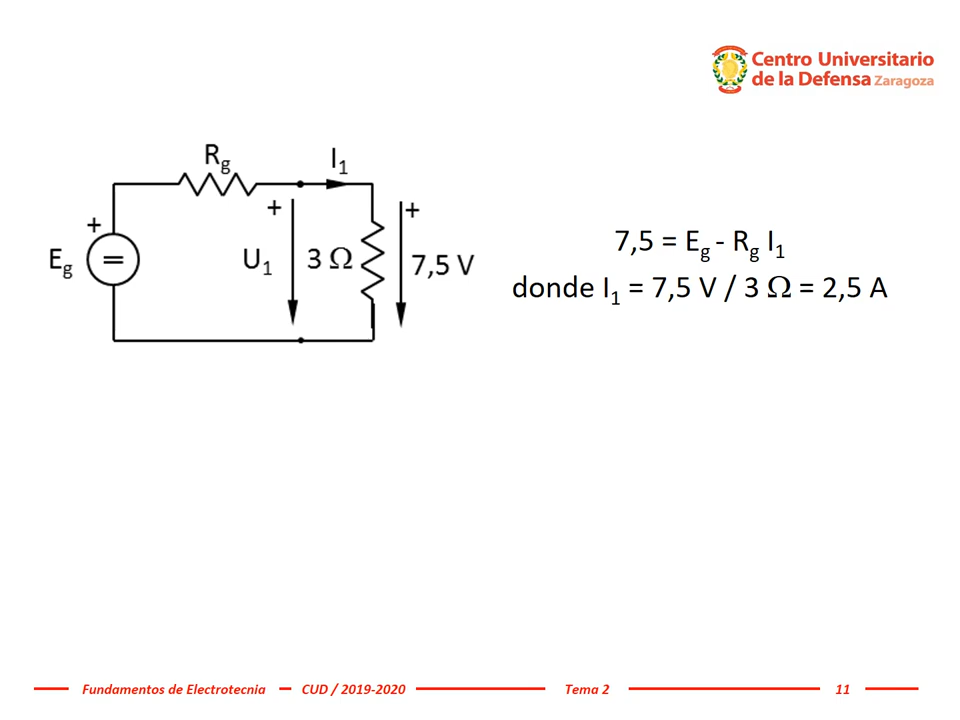 Centro Universitario
de la Defensa Zaragoza
Rg
I1
+
+
+
+
Eg
=
U1
3 Ω
7,5 V
7,5 = Eg - Rg I1
donde I1 = 7,5 V / 3 Ω = 2,5 A
Fundamentos de Electrotecnia – CUD / 2019-2020
Tema 2
11